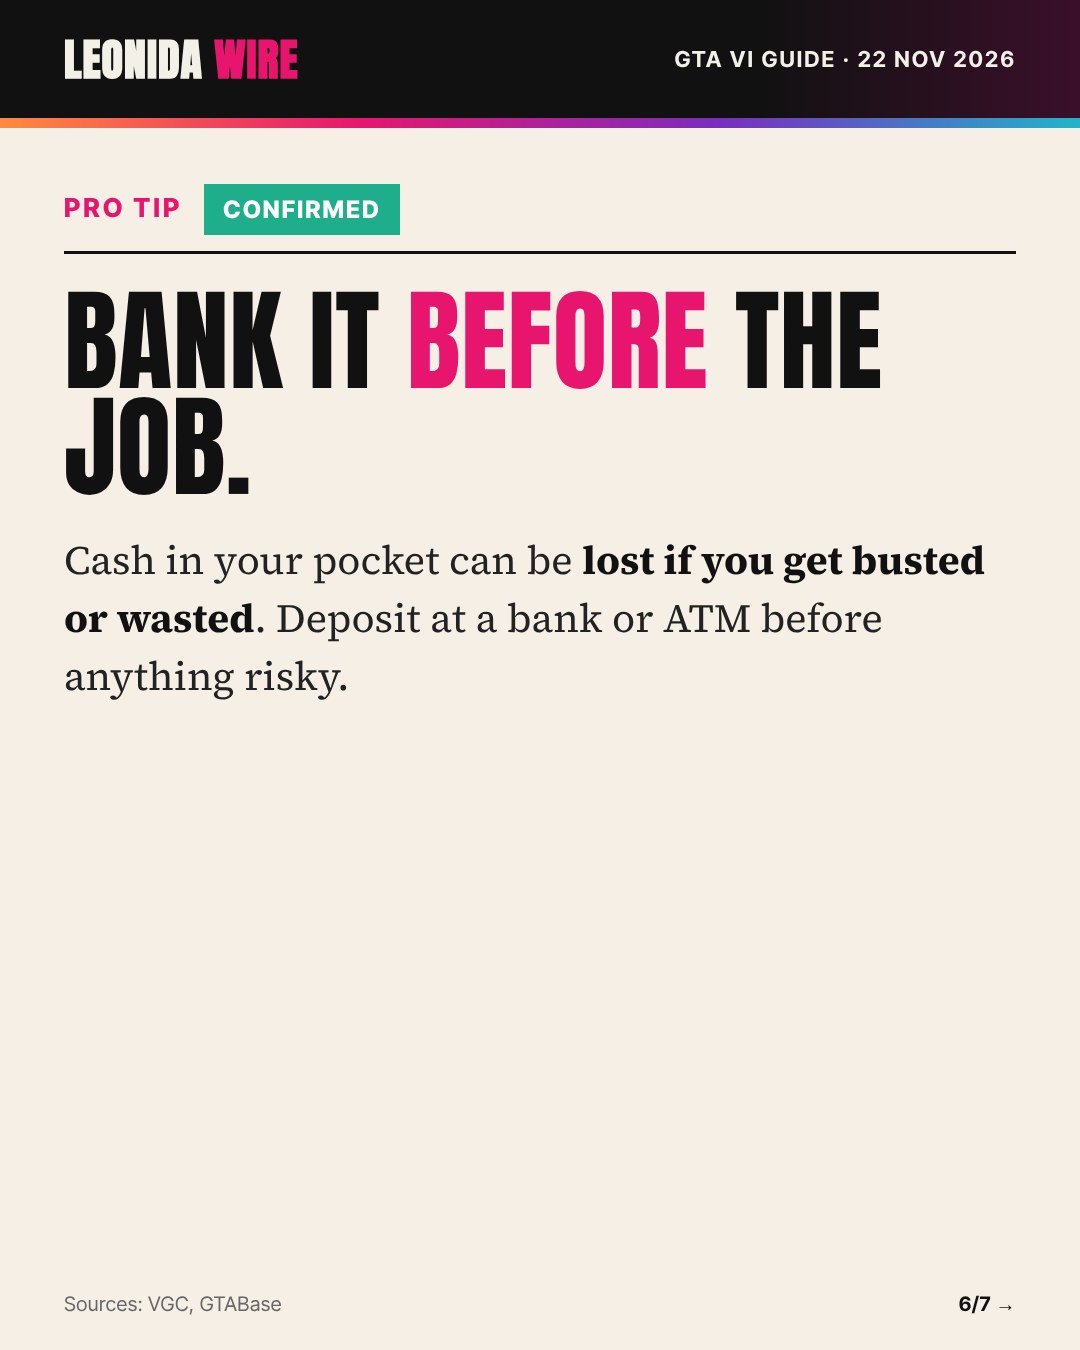 LEONIDA WIRE
GTA VI GUIDE · 22 NOV 2026
PRO TIP
CONFIRMED
BANK IT BEFORE THE
JOB.
Cash in your pocket can be lost if you get busted
or wasted. Deposit at a bank or ATM before
anything risky.
Sources: VGC, GTABase
6/7 →